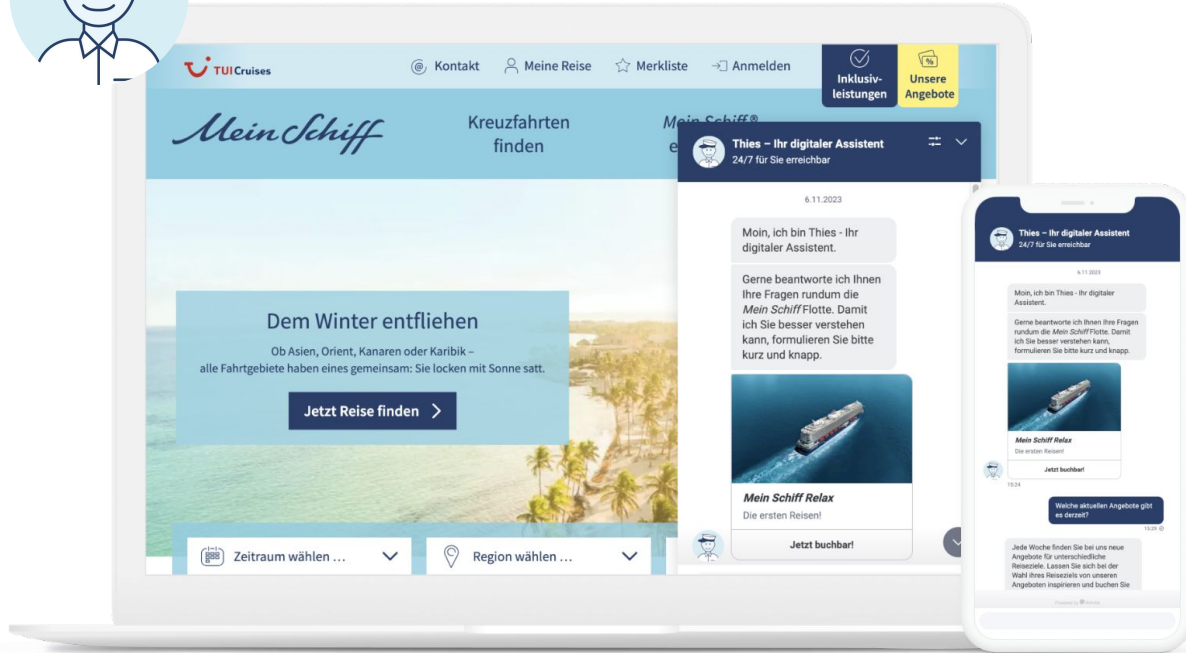 TUI Cruises
Kontakt
Meine Reise
Merkliste
Anmelden
Inklusiv-
leistungen
Unsere
Angebote
Mein Schiff
Kreuzfahrten
finden
Mein Schiff®
e
Dem Winter entfliehen
Ob Asien, Orient, Kanaren oder Karibik –
alle Fahrtgebiete haben eines gemeinsam: Sie locken mit Sonne satt.
Jetzt Reise finden
Zeitraum wählen ...
Region wählen ...
Thies – Ihr digitaler Assistent
24/7 für Sie erreichbar
6.11.2023
Moin, ich bin Thies - Ihr
digitaler Assistent.
Gerne beantworte ich Ihnen
Ihre Fragen rundum die
Mein Schiff Flotte. Damit
ich Sie besser verstehen
kann, formulieren Sie bitte
kurz und knapp.
Mein Schiff Relax
Die ersten Reisen!
Jetzt buchbar!
Thies – Ihr digitaler Assistent
24/7 für Sie erreichbar
6.11.2023
Moin, ich bin Thies - Ihr digitaler
Assistent.
Gerne beantworte ich Ihnen Ihre Fragen
rundum die Mein Schiff Flotte. Damit
ich Sie besser verstehen kann,
formulieren Sie bitte kurz und knapp.
Mein Schiff Relax
Die ersten Reisen!
Jetzt buchbar!
15:24
Welche aktuellen Angebote gibt
es derzeit?
15:25
Jede Woche finden Sie bei uns neue
Angebote für unterschiedliche
Reiseziele. Lassen Sie sich bei der
Wahl ihres Reiseziels von unseren
Angeboten inspirieren und buchen Sie
Powered by